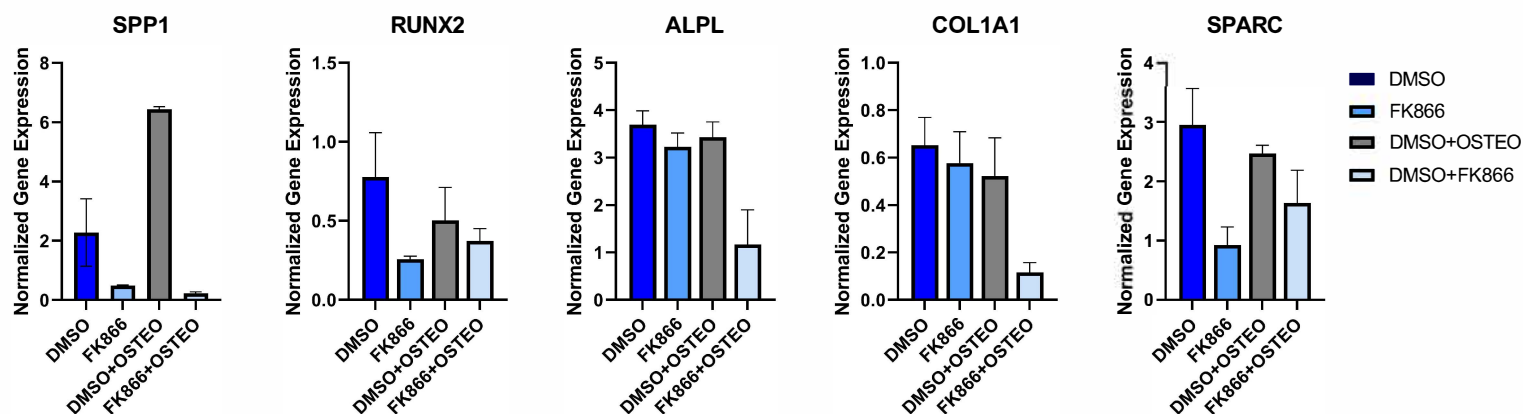 SPP1
Normalized Gene Expression
8
6
4
2
0
DMSO
FK866
DMSO+OSTEO
FK866+OSTEO
RUNX2
Normalized Gene Expression
1.5
1.0
0.5
0.0
DMSO
FK866
DMSO+OSTEO
FK866+OSTEO
ALPL
Normalized Gene Expression
5
4
3
2
1
0
DMSO
FK866
DMSO+OSTEO
FK866+OSTEO
COL1A1
Normalized Gene Expression
1.0
0.8
0.6
0.4
0.2
0.0
DMSO
FK866
DMSO+OSTEO
FK866+OSTEO
SPARC
Normalized Gene Expression
4
3
2
1
0
DMSO
FK866
DMSO+OSTEO
FK866+OSTEO
DMSO
FK866
DMSO+OSTEO
DMSO+FK866